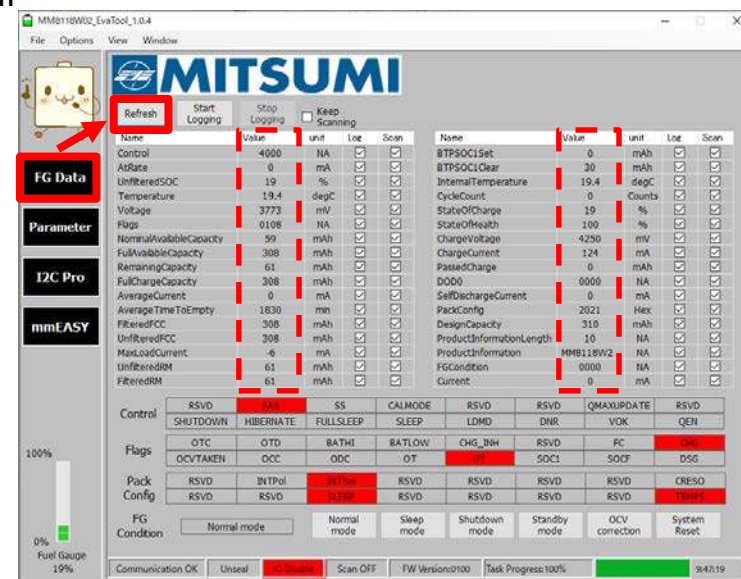 MM8118W02_EvaTool_1.0.4
File Options View Window
MITSUMI
Refresh Start Logging Stop Logging Keep Scanning
Name Value unit Log Scan Name Value unit Log Scan
Control 4000 NA BTPSOC1Set 0 mAh
AtRate 0 mA BTPSOC1Clear 30 mAh
UnfilteredSOC 19 % InternalTemperature 19.4 degC
Temperature 19.4 degC CycleCount 0 Counts
Voltage 3773 mV StateOfCharge 19 %
Flags 0108 NA StateOfHealth 100 %
NominalAvailableCapacity 59 mAh ChargeVoltage 4250 mV
FullAvailableCapacity 308 mAh ChargeCurrent 124 mA
RemainingCapacity 61 mAh PassedCharge 0 mAh
FullChargeCapacity 308 mAh DOD0 0000 NA
AverageCurrent 0 mA SelfDischargeCurrent 0 mA
AverageTimeToEmpty 1830 min PackConfig 2021 Hex
FilteredFCC 308 mAh DesignCapacity 310 mAh
UnfilteredFCC 308 mAh ProductInformationLength 10 NA
MaxLoadCurrent -6 mA ProductInformation MM8118W2 NA
UnfilteredRM 61 mAh FGCondition 0000 NA
FilteredRM 61 mAh Current 0 mA
FG Data
Parameter
I2C Pro
mmEASY
Control RSVD SS CALMODE RSVD RSVD QMAXUPDATE RSVD
SHUTDOWN HIBERNATE FULLSLEEP SLEEP LDMD DNR VOK QEN
Flags OTC OTD BATHI BATLOW CHG_INH RSVD FC CHG
OCVTAKEN OCC ODC OT UT SOC1 SOCF DSG
Pack Config RSVD INTPol INTSel RSVD RSVD RSVD RSVD CRESO
RSVD RSVD SLEEP RSVD RSVD RSVD RSVD TEMPS
FG Condition Normal mode Normal mode Sleep mode Shutdown mode Standby mode OCV correction System Reset
100%
0%
Fuel Gauge
19%
Communication OK Unseal IO Disable Scan OFF FW Version:0100 Task Progress:100% 9:47:19